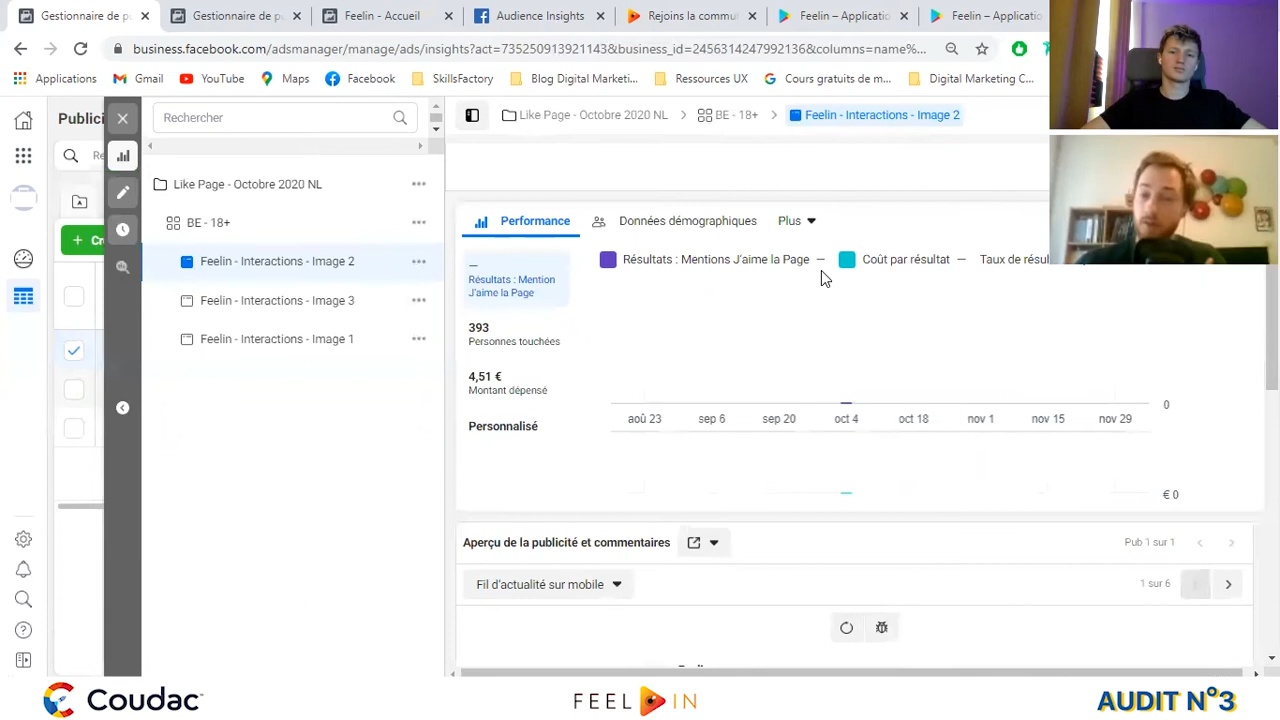 Gestionnaire de p
Gestionnaire de p
Feelin - Accueil
Audience Insights
Rejoins la commu
Feelin – Applicatio
Feelin – Applicatio
business.facebook.com/adsmanager/manage/ads/insights?act=735250913921143&business_id=2456314247992136&columns=name%...
Applications
Gmail
YouTube
Maps
Facebook
SkillsFactory
Blog Digital Marketi...
Ressources UX
Cours gratuits de m...
Digital Marketing C...
Publici
Rechercher
Like Page - Octobre 2020 NL
BE - 18+
Feelin - Interactions - Image 2
Re
Like Page - Octobre 2020 NL
BE - 18+
Feelin - Interactions - Image 2
Feelin - Interactions - Image 3
Feelin - Interactions - Image 1
Cr
Performance
Données démographiques
Plus
Résultats : Mentions J'aime la Page —
Coût par résultat —
Taux de résul
—
Résultats : Mention
J'aime la Page
393
Personnes touchées
4,51 €
Montant dépensé
Personnalisé
0
aoû 23
sep 6
sep 20
oct 4
oct 18
nov 1
nov 15
nov 29
€ 0
Aperçu de la publicité et commentaires
Pub 1 sur 1
Fil d'actualité sur mobile
1 sur 6
Coudac
FEEL IN
AUDIT N°3